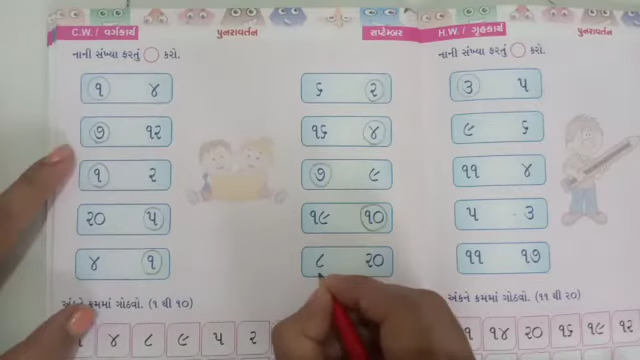 C.W. / વર્ગકાર્ય પુનરાવર્તન સપ્ટેમ્બર
નાની સંખ્યા ફરતું ◯ કરો.
૧ ૪
૭ ૧૨
૧ ૨
૨૦ ૫
૪ ૧
૬ ૨
૧૬ ૪
૭ ૯
૧૯ ૧૦
૮ ૨૦
અંકને ક્રમમાં ગોઠવો. (૧ થી ૧૦)
૪ ૮ ૯ ૫ ૨
H.W. / ગૃહકાર્ય પુનરાવર્તન
નાની સંખ્યા ફરતું ◯ કરો.
૩ ૫
૯ ૬
૧૧ ૪
૫ ૩
૧૧ ૧૭
અંકને ક્રમમાં ગોઠવો. (૧૧ થી ૨૦)
૧૪ ૨૦ ૧૬ ૧૯ ૧૨